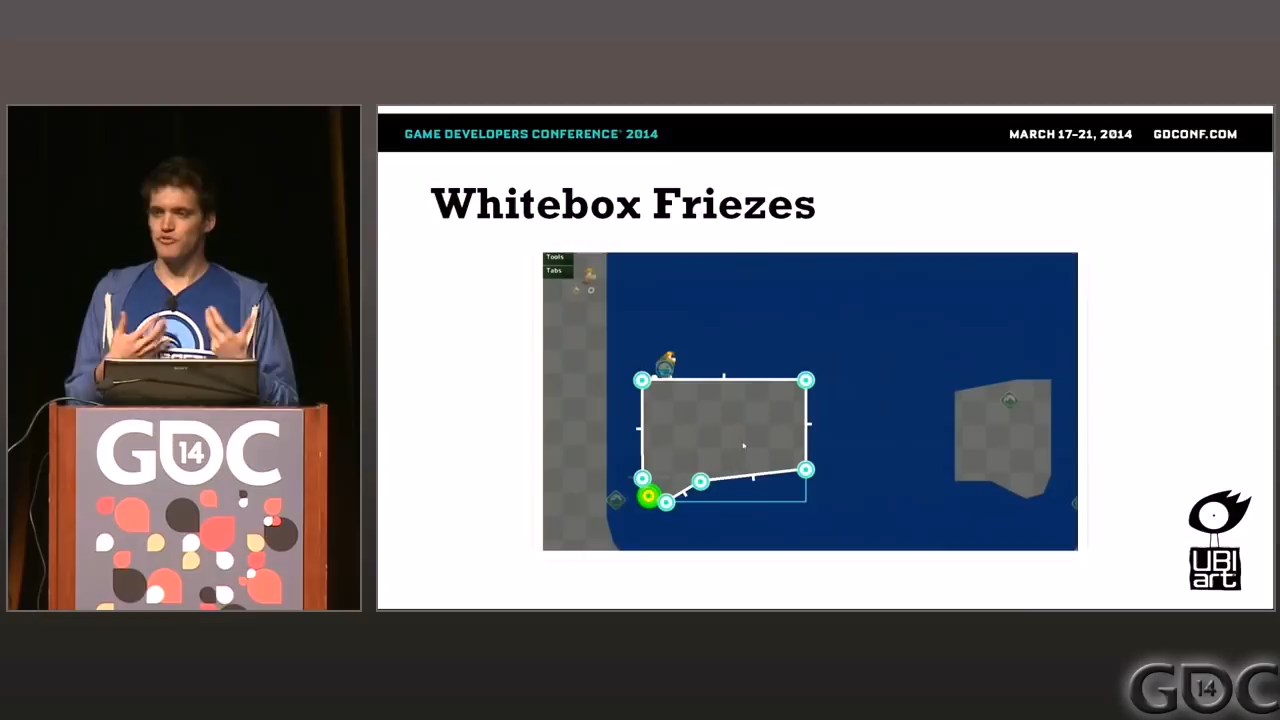 GAME DEVELOPERS CONFERENCE 2014
MARCH 17-21, 2014 GDCONF.COM
Whitebox Friezes
Tools
Tabs
SONY
GDC
14
UBI
art
GDC
14